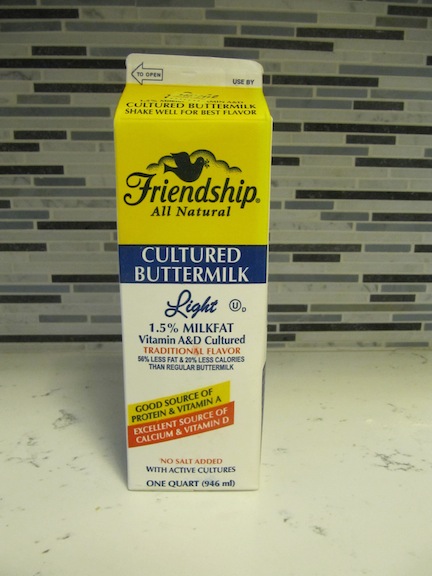 TO OPEN
USE BY
CULTURED BUTTERMILK
SHAKE WELL FOR BEST FLAVOR
Friendship®
All Natural
CULTURED
BUTTERMILK
Light Ⓤ D
1.5% MILKFAT
Vitamin A&D Cultured
TRADITIONAL FLAVOR
56% LESS FAT & 20% LESS CALORIES
THAN REGULAR BUTTERMILK
GOOD SOURCE OF
PROTEIN & VITAMIN A
EXCELLENT SOURCE OF
CALCIUM & VITAMIN D
NO SALT ADDED
WITH ACTIVE CULTURES
ONE QUART (946 ml)